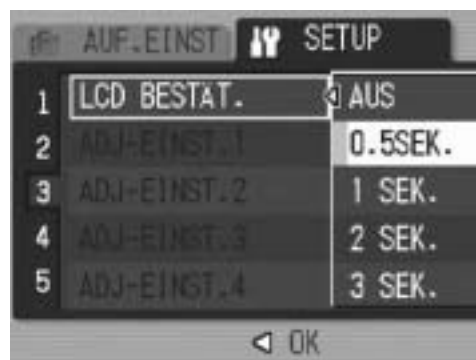 AUF.EINST SETUP
1 LCD BESTÄT. AUS
2 ADJ-EINST.1 0.5SEK.
3 ADJ-EINST.2 1 SEK.
4 ADJ-EINST.3 2 SEK.
5 ADJ-EINST.4 3 SEK.
OK